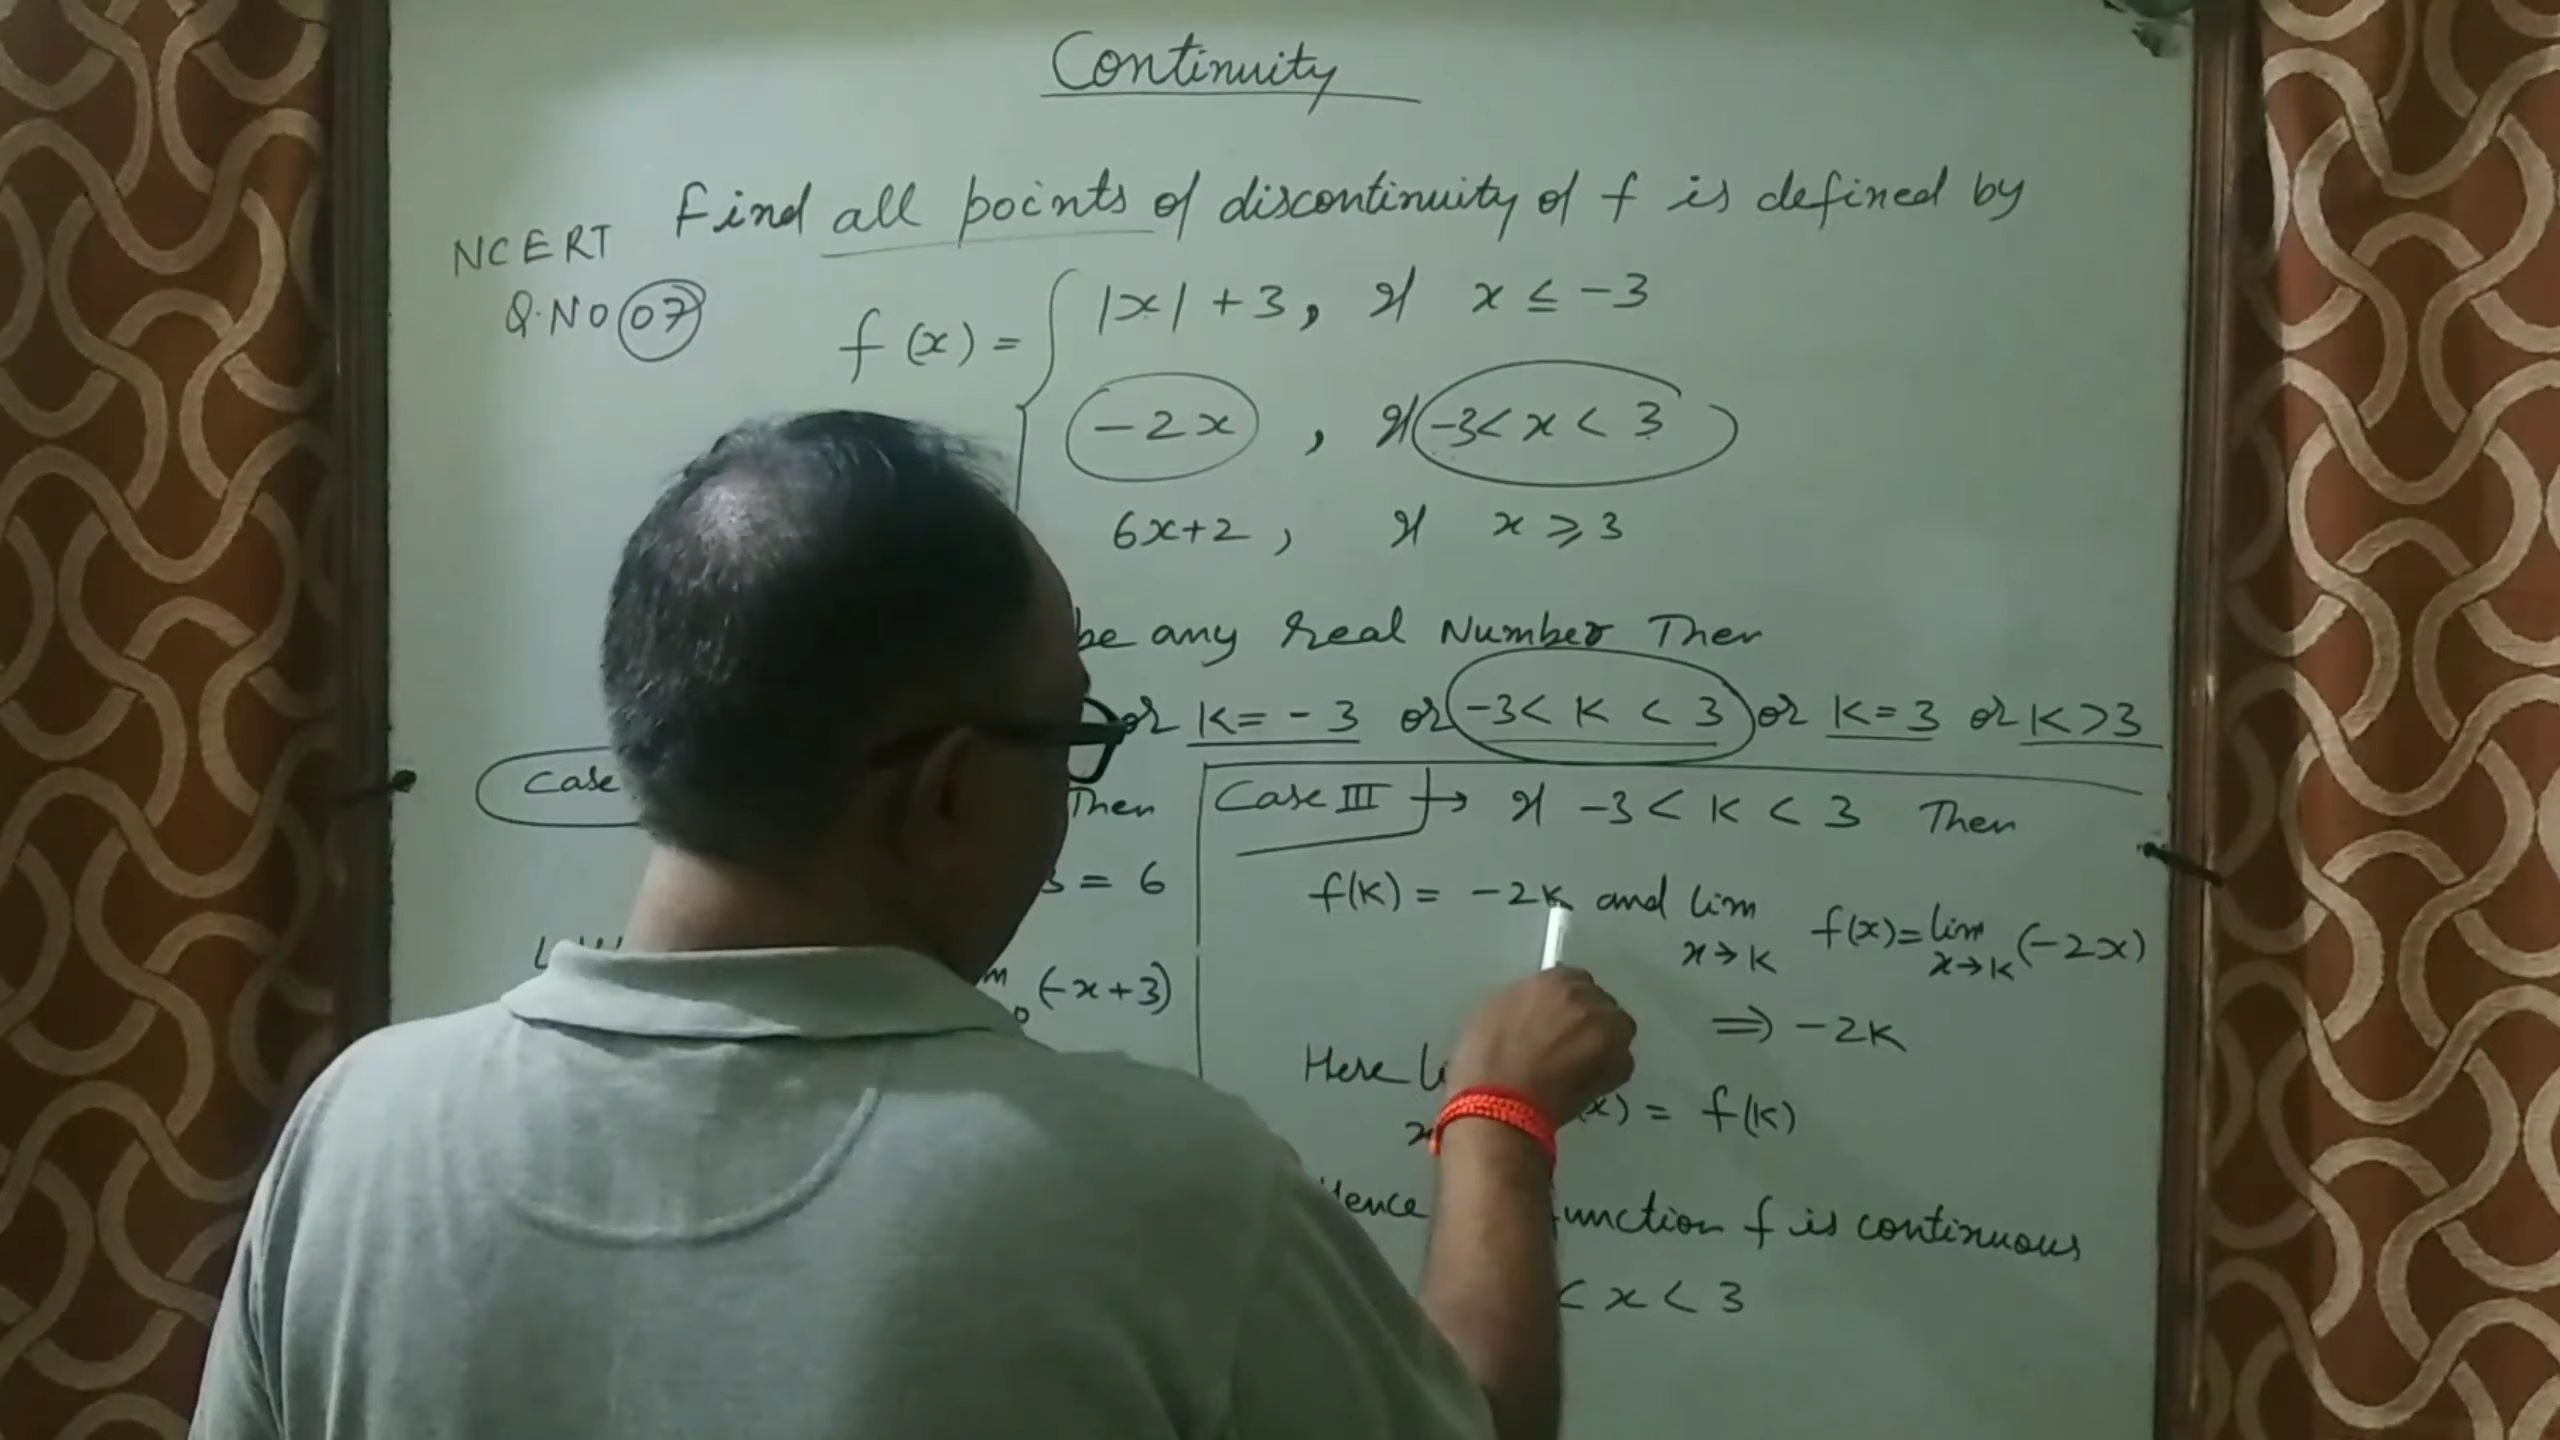 Continuity
Find all points of discontinuity of f is defined by
NCERT
Q.NO 07
f(x) = { |x| + 3, if x ≤ -3
-2x , if -3 < x < 3
6x+2 , if x ≥ 3
be any real Number Then
or K = -3 or -3 < K < 3 or K = 3 or K > 3
Case
Then
= 6
(-x+3)
Case III → if -3 < K < 3 Then
f(K) = -2K and lim x→K f(x) = lim x→K (-2x)
⇒ -2K
Here
(x) = f(K)
Hence function f is continuous
< x < 3